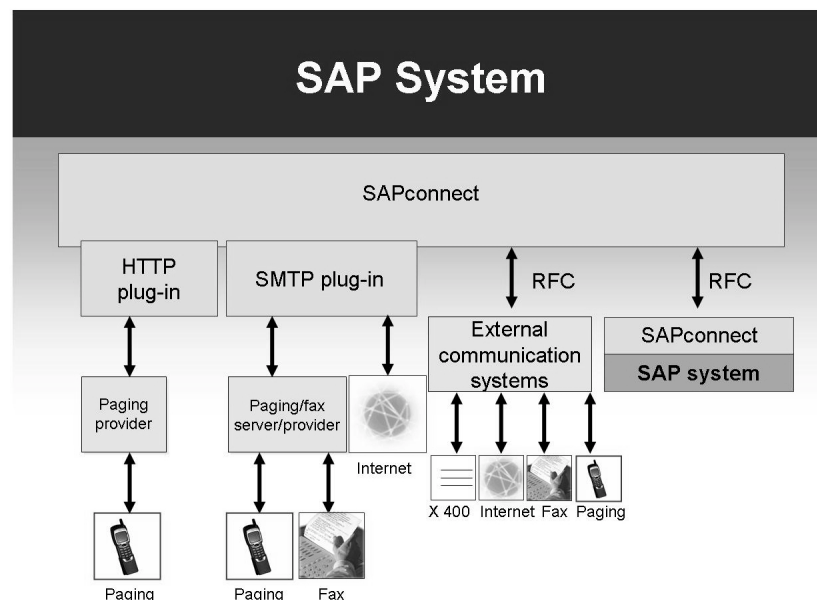 SAP System
SAPconnect
HTTP
plug-in
SMTP plug-in
RFC
RFC
External
communication
systems
SAPconnect
SAP system
Paging
provider
Paging/fax
server/provider
Internet
X 400 Internet Fax Paging
Paging
Paging
Fax